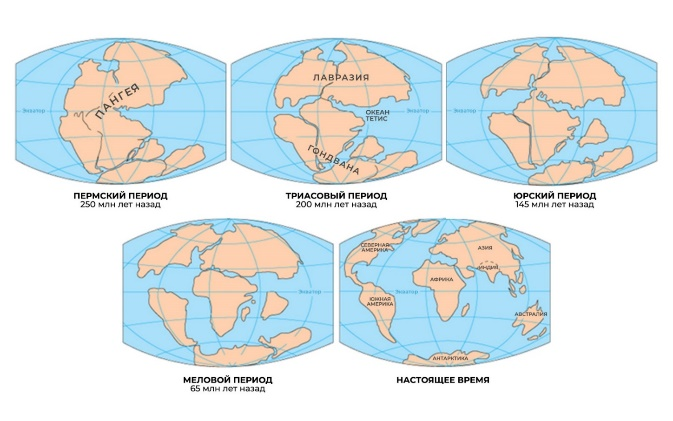 Экватор
ПАНГЕЯ
ПЕРМСКИЙ ПЕРИОД
250 млн лет назад
ЛАВРАЗИЯ
ОКЕАН
ТЕТИС
Экватор
ГОНДВАНА
ТРИАСОВЫЙ ПЕРИОД
200 млн лет назад
Экватор
ЮРСКИЙ ПЕРИОД
145 млн лет назад
Экватор
МЕЛОВОЙ ПЕРИОД
65 млн лет назад
СЕВЕРНАЯ
АМЕРИКА
АЗИЯ
ИНДИЯ
АФРИКА
Экватор
ЮЖНАЯ
АМЕРИКА
АВСТРАЛИЯ
АНТАРКТИКА
НАСТОЯЩЕЕ ВРЕМЯ